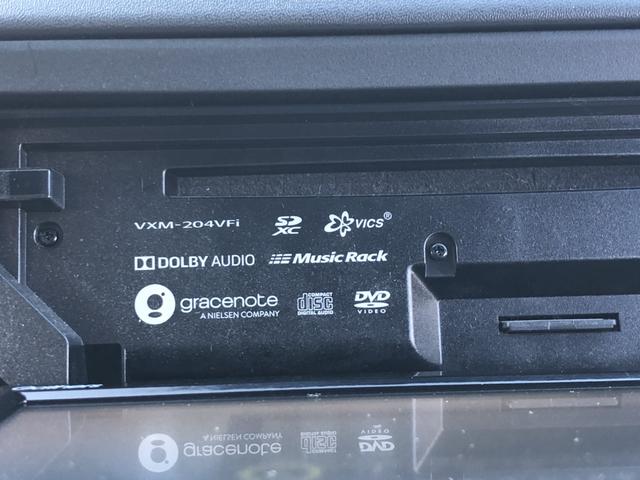 VXM-204VFi SD XC VICS®
DOLBY AUDIO Music Rack
gracenote COMPACT disc DIGITAL AUDIO DVD VIDEO
A NIELSEN COMPANY